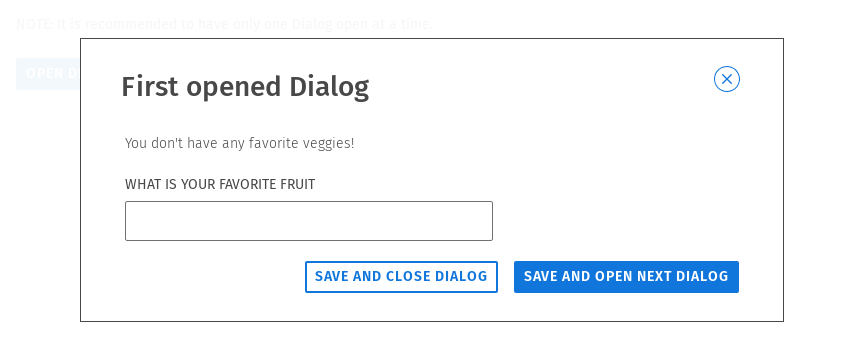 NOTE: It is recommended to have only one Dialog open at a time.
OPEN D
First opened Dialog
You don't have any favorite veggies!
WHAT IS YOUR FAVORITE FRUIT
SAVE AND CLOSE DIALOG
SAVE AND OPEN NEXT DIALOG